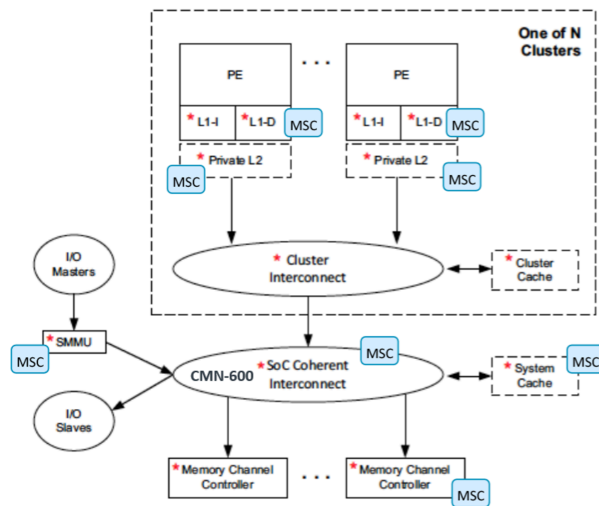 One of N
Clusters
PE
. . .
PE
* L1-I
* L1-D
MSC
* L1-I
* L1-D
MSC
* Private L2
MSC
* Private L2
MSC
I/O
Masters
* Cluster
Interconnect
* Cluster
Cache
* SMMU
MSC
MSC
CMN-600 * SoC Coherent
Interconnect
MSC
* System
Cache
I/O
Slaves
* Memory Channel
Controller
. . .
* Memory Channel
Controller
MSC